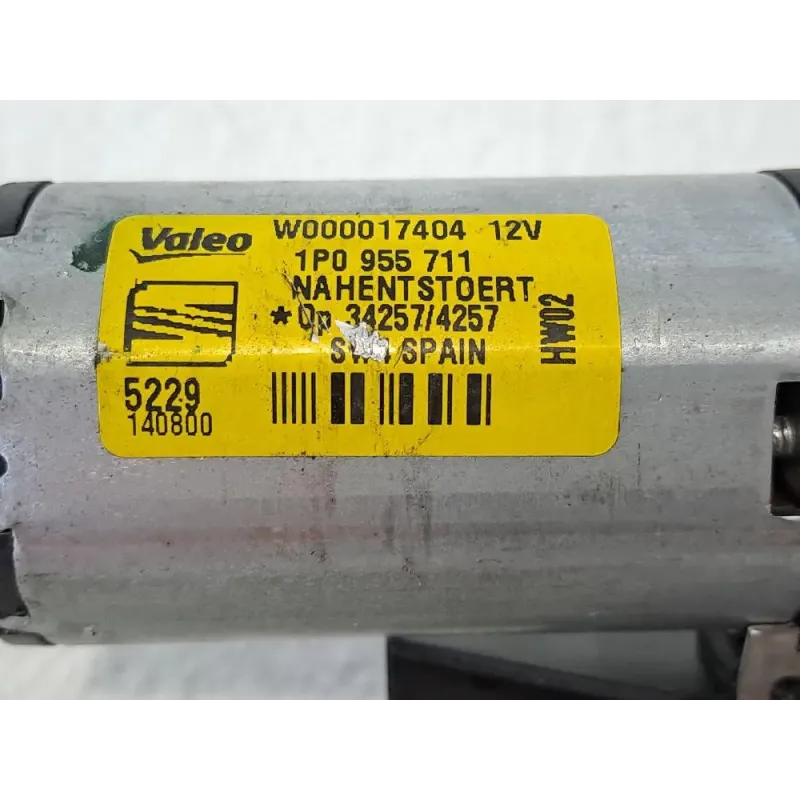 Valeo W000017404 12V
1P0 955 711
NAHENTSTOERT
*Op 34257/4257
SPAIN
HW02
5229
140800